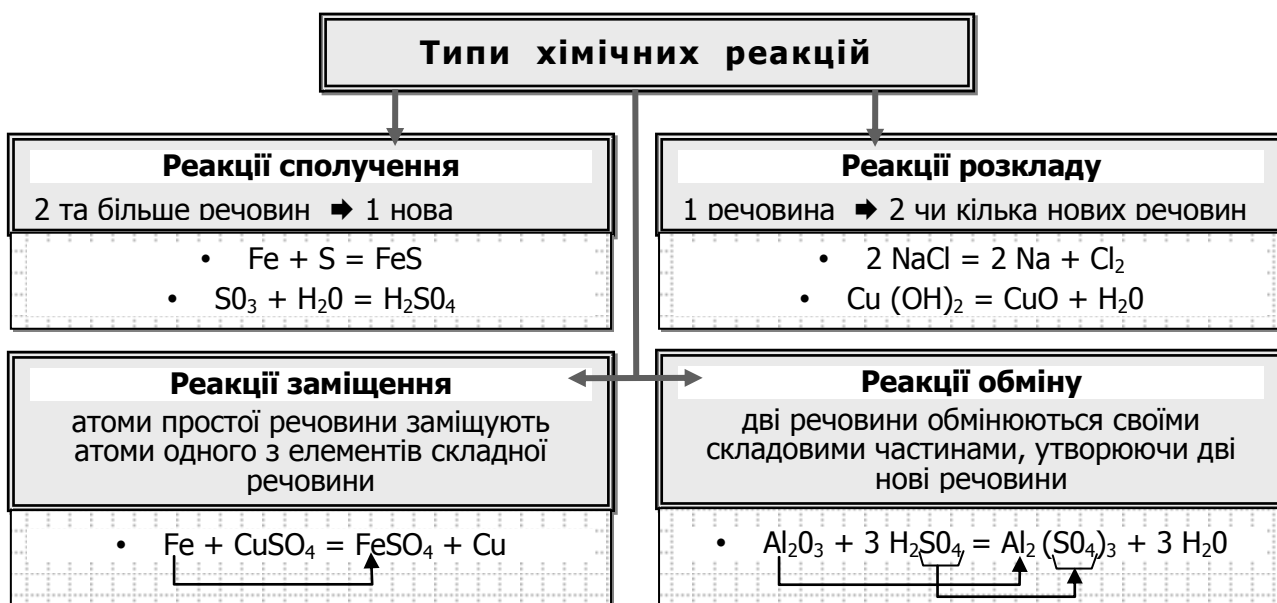 Типи хімічних реакцій
Реакції сполучення
2 та більше речовин ➡ 1 нова
• Fe + S = FeS
• S0₃ + H₂0 = H₂S0₄
Реакції розкладу
1 речовина ➡ 2 чи кілька нових речовин
• 2 NaCl = 2 Na + Cl₂
• Cu (OH)₂ = CuO + H₂0
Реакції заміщення
атоми простої речовини заміщують
атоми одного з елементів складної
речовини
• Fe + CuSO₄ = FeSO₄ + Cu
Реакції обміну
дві речовини обмінюються своїми
складовими частинами, утворюючи дві
нові речовини
• Al₂0₃ + 3 H₂S0₄ = Al₂ (S0₄)₃ + 3 H₂0